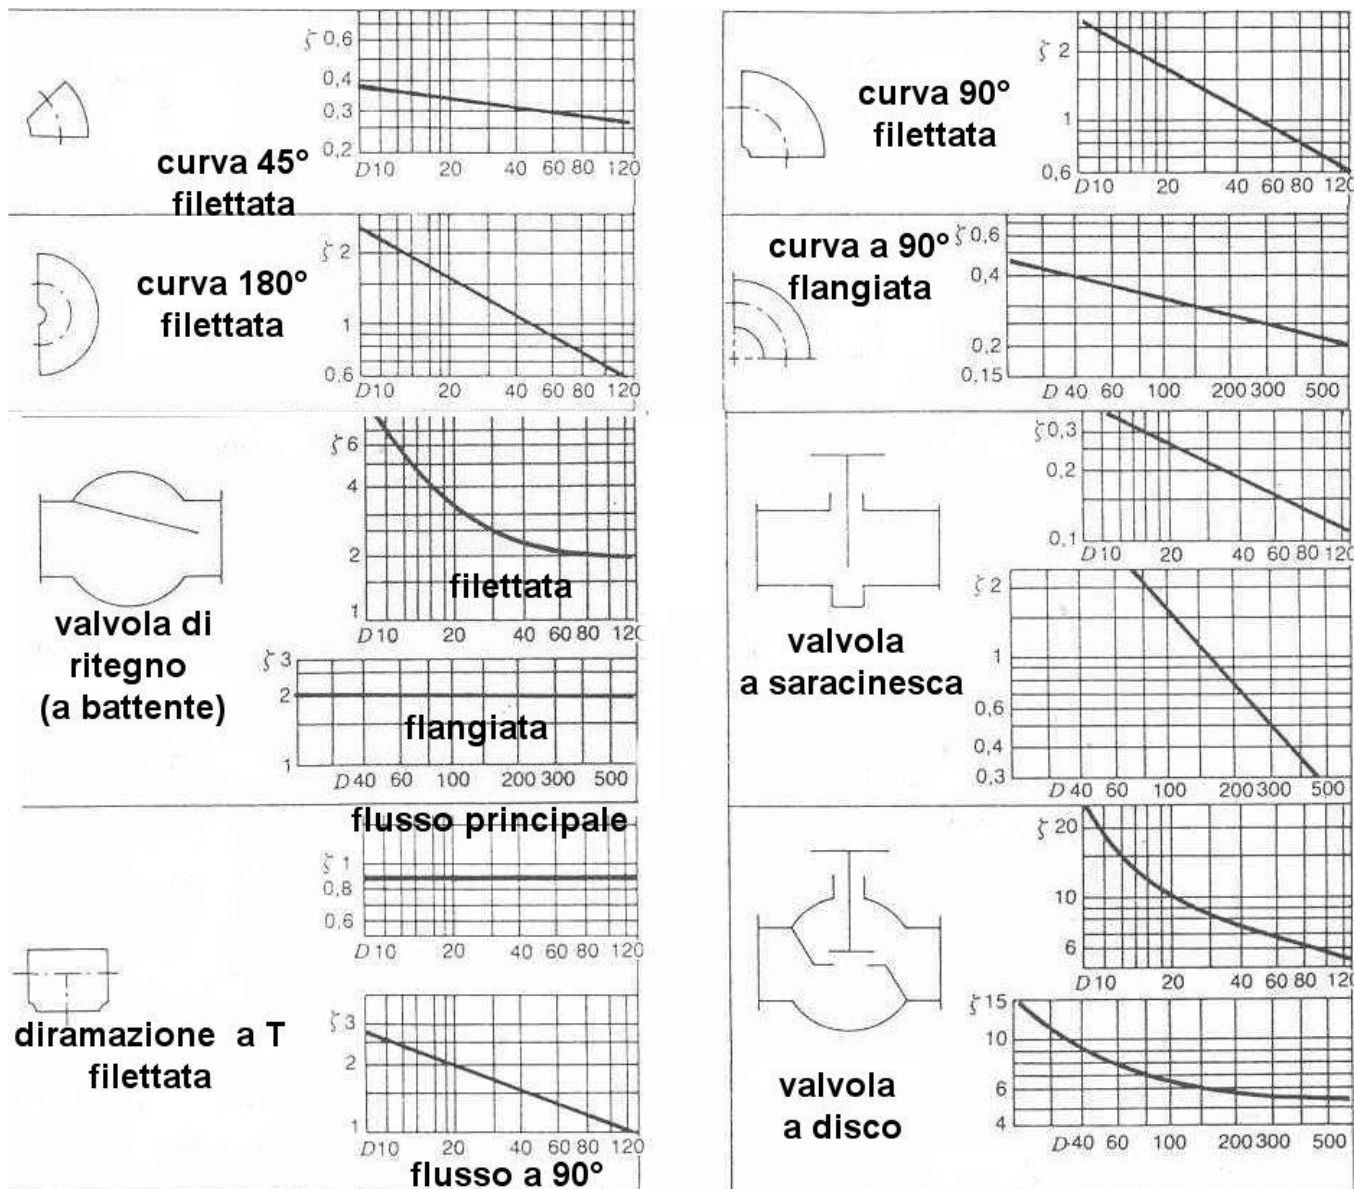 ζ 0,6
0,4
0,3
0,2
D 10 20 40 60 80 120
curva 45°
filettata
ζ 2
1
0,6
D 10 20 40 60 80 120
curva 90°
filettata
ζ 2
1
0,6
D 10 20 40 60 80 120
curva 180°
filettata
curva a 90°
flangiata
ζ 0,6
0,4
0,2
0,15
D 40 60 100 200 300 500
ζ 6
4
2
1
filettata
D 10 20 40 60 80 120
valvola di
ritegno
(a battente)
ζ 3
2
1
flangiata
D 40 60 100 200 300 500
ζ 0,3
0,2
0,1
D 10 20 40 60 80 120
valvola
a saracinesca
ζ 2
1
0,6
0,4
0,3
D 40 60 100 200 300 500
flusso principale
ζ 1
0,8
0,6
D 10 20 40 60 80 120
diramazione a T
filettata
ζ 3
2
1
D 10 20 40 60 80 120
flusso a 90°
ζ 20
10
6
D 10 20 40 60 80 120
valvola
a disco
ζ 15
10
6
4
D 40 60 100 200 300 500